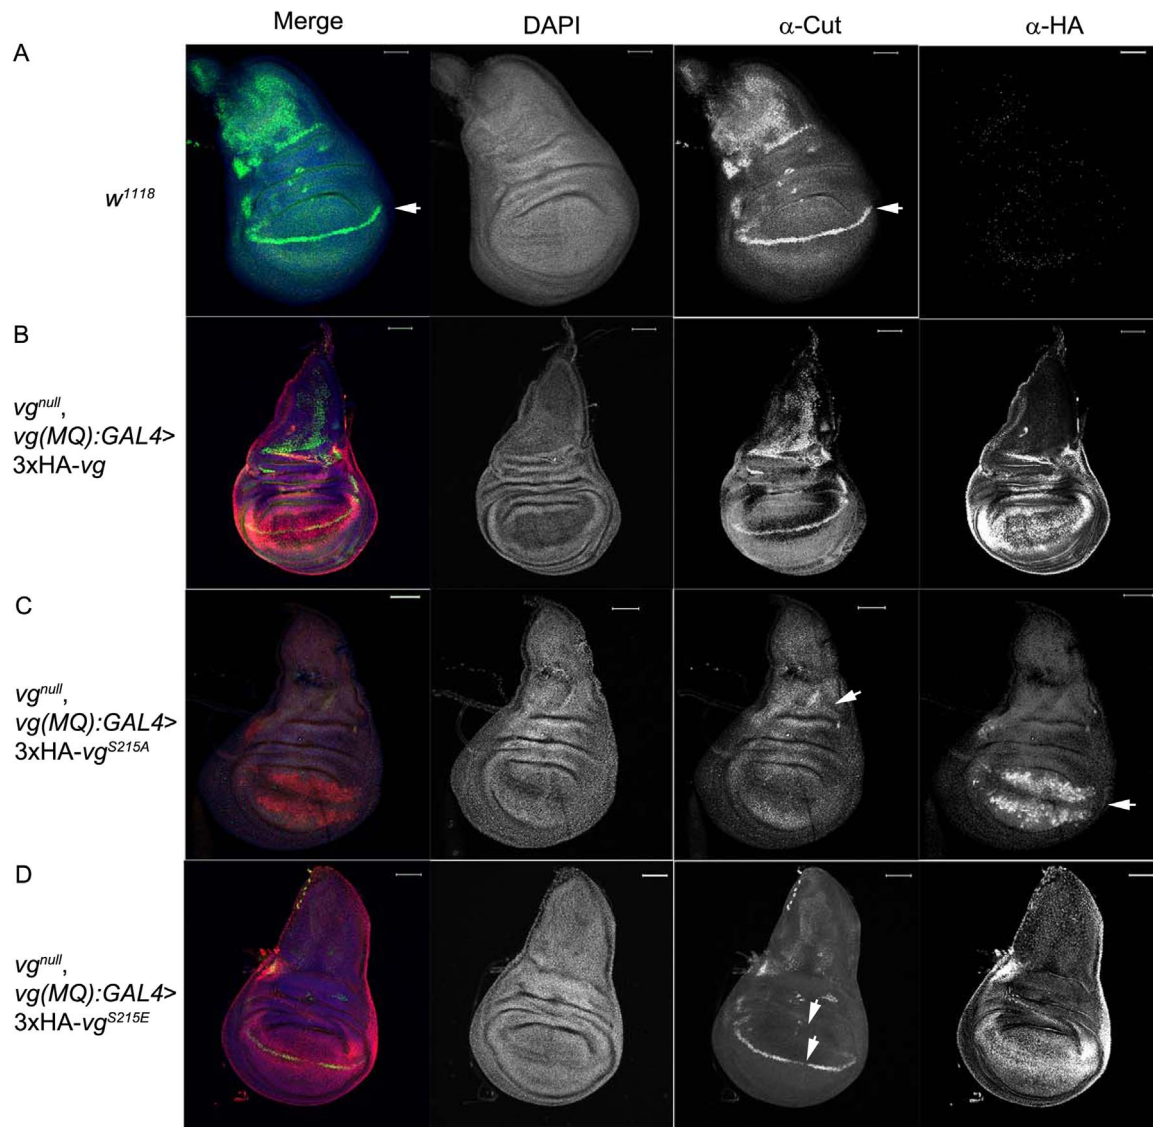 Merge DAPI α-Cut α-HA
A
w1118
B
vgnull,
vg(MQ):GAL4>
3xHA-vg
C
vgnull,
vg(MQ):GAL4>
3xHA-vgS215A
D
vgnull,
vg(MQ):GAL4>
3xHA-vgS215E